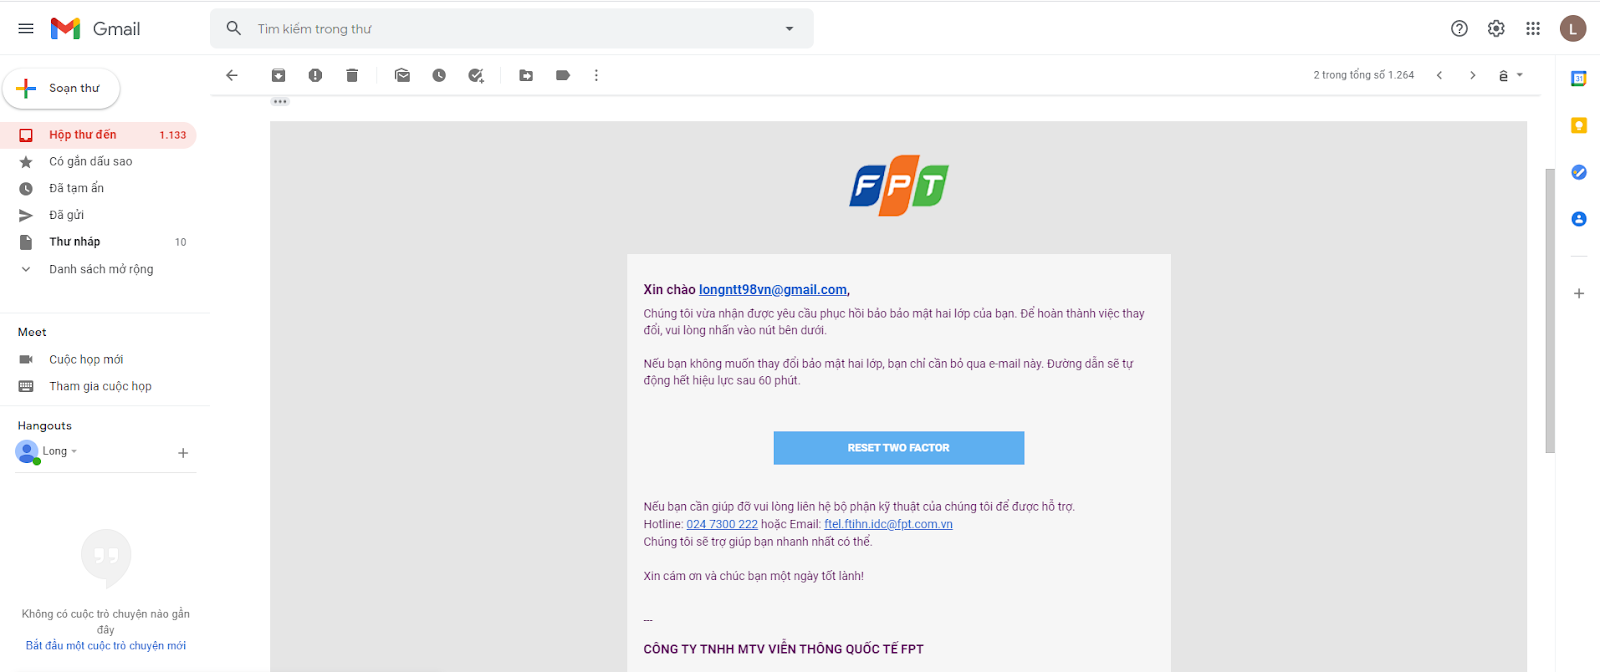 Gmail
Tìm kiếm trong thư
L
Soạn thư
2 trong tổng số 1.264
Hộp thư đến 1.133
Có gắn dấu sao
Đã tạm ẩn
Đã gửi
Thư nháp 10
Danh sách mở rộng
Meet
Cuộc họp mới
Tham gia cuộc họp
Hangouts
Long
Không có cuộc trò chuyện nào gần
đây
Bắt đầu một cuộc trò chuyện mới
FPT
Xin chào longntt98vn@gmail.com,
Chúng tôi vừa nhận được yêu cầu phục hồi bảo bảo mật hai lớp của bạn. Để hoàn thành việc thay
đổi, vui lòng nhấn vào nút bên dưới.
Nếu bạn không muốn thay đổi bảo mật hai lớp, bạn chỉ cần bỏ qua e-mail này. Đường dẫn sẽ tự
động hết hiệu lực sau 60 phút.
RESET TWO FACTOR
Nếu bạn cần giúp đỡ vui lòng liên hệ bộ phận kỹ thuật của chúng tôi để được hỗ trợ.
Hotline: 024 7300 222 hoặc Email: ftel.ftihn.idc@fpt.com.vn
Chúng tôi sẽ trợ giúp bạn nhanh nhất có thể.
Xin cám ơn và chúc bạn một ngày tốt lành!
---
CÔNG TY TNHH MTV VIỄN THÔNG QUỐC TẾ FPT